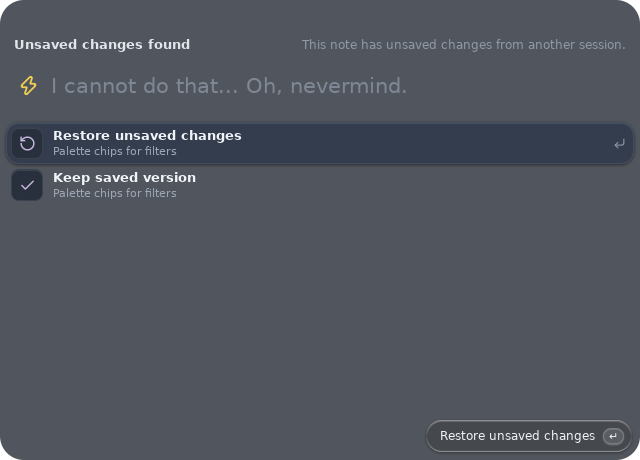 Unsaved changes found
This note has unsaved changes from another session.
I cannot do that... Oh, nevermind.
Restore unsaved changes
Palette chips for filters
Keep saved version
Palette chips for filters
Restore unsaved changes